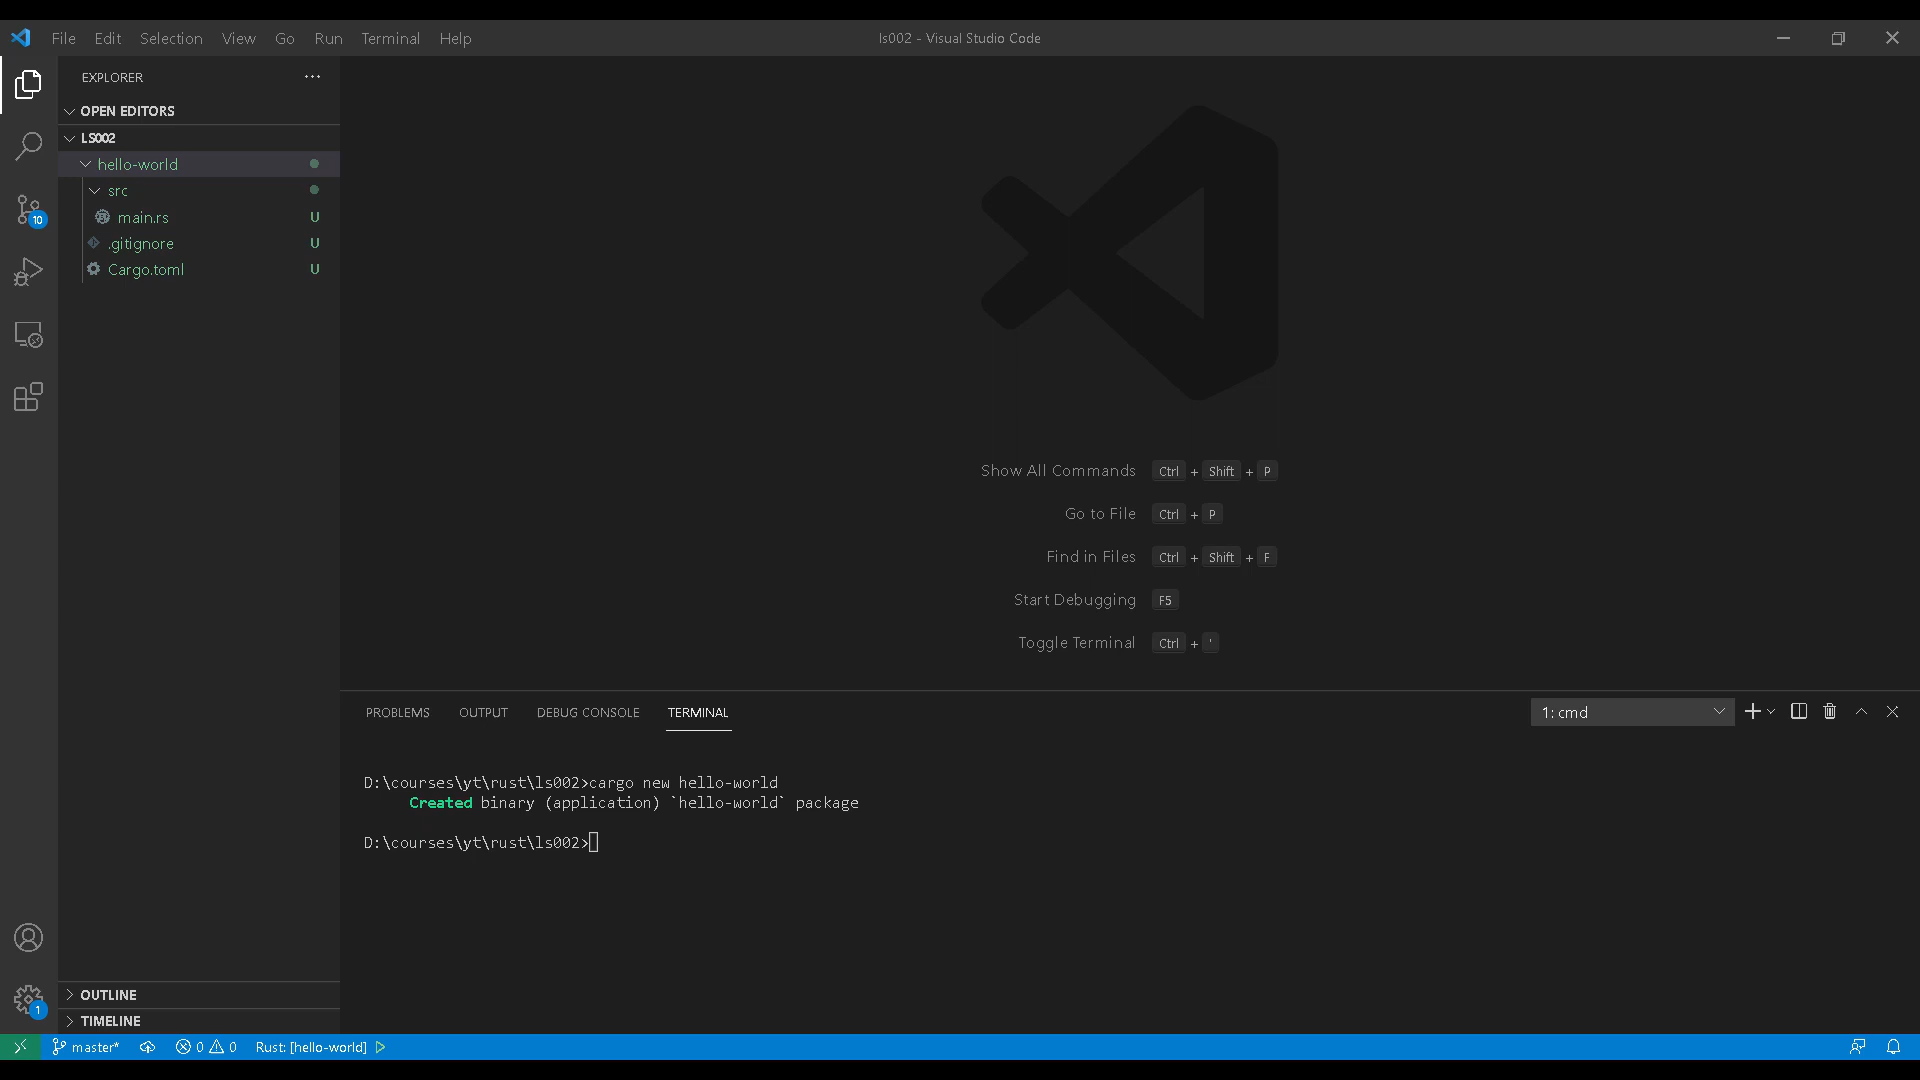 File Edit Selection View Go Run Terminal Help
ls002 - Visual Studio Code
EXPLORER
OPEN EDITORS
LS002
hello-world
src
main.rs U
.gitignore U
Cargo.toml U
10
Show All Commands Ctrl + Shift + P
Go to File Ctrl + P
Find in Files Ctrl + Shift + F
Start Debugging F5
Toggle Terminal Ctrl + '
PROBLEMS OUTPUT DEBUG CONSOLE TERMINAL
1: cmd
D:\courses\yt\rust\ls002>cargo new hello-world
Created binary (application) `hello-world` package
D:\courses\yt\rust\ls002>
OUTLINE
1
TIMELINE
master* 0 0 Rust: [hello-world]